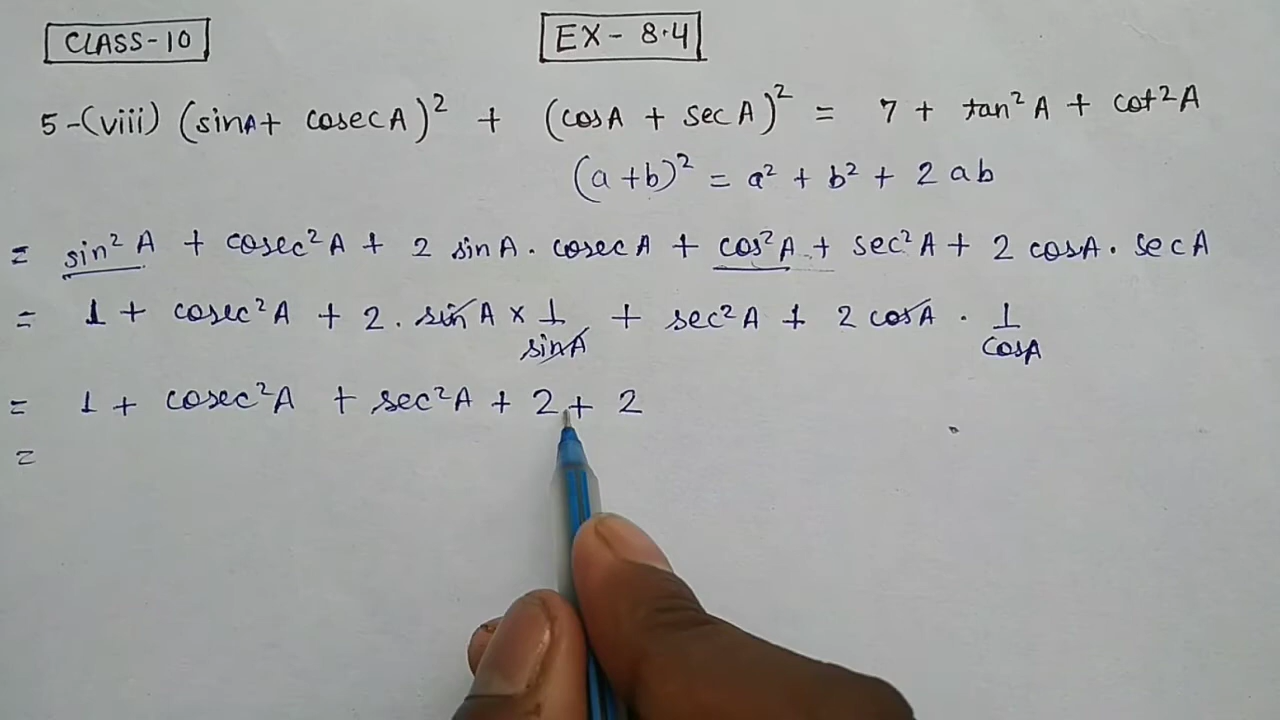 CLASS-10 EX- 8.4
5-(viii) (sinA+ cosecA)² + (cosA + secA)² = 7 + tan²A + cot²A
(a+b)² = a² + b² + 2ab
= sin²A + cosec²A + 2 sinA . cosecA + cos²A + sec²A + 2 cosA. secA
= 1 + cosec²A + 2. sinA × 1/sinA + sec²A + 2 cosA . 1/cosA
= 1 + cosec²A + sec²A + 2 + 2
=